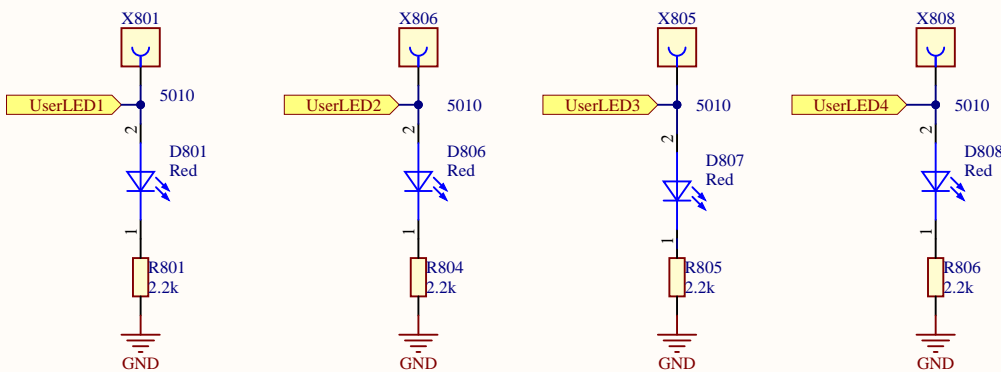 X801
X806
X805
X808
UserLED1
5010
UserLED2
5010
UserLED3
5010
UserLED4
5010
2
2
2
2
D801
Red
D806
Red
D807
Red
D808
Red
1
1
1
1
R801
2.2k
R804
2.2k
R805
2.2k
R806
2.2k
GND
GND
GND
GND